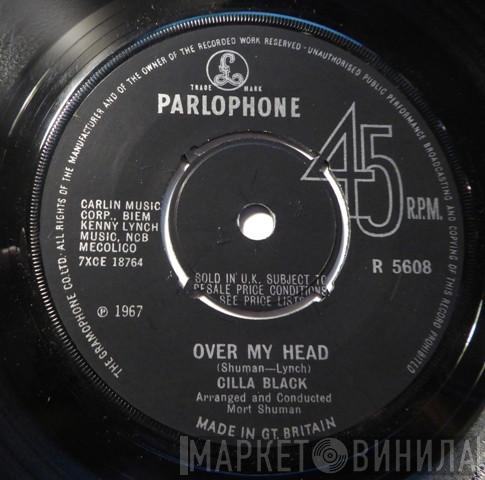 THE GRAMOPHONE CO.LTD. ALL RIGHTS OF THE MANUFACTURER AND OF THE OWNER OF THE RECORDED WORK RESERVED · UNAUTHORISED PUBLIC PERFORMANCE BROADCASTING AND COPYING OF THIS RECORD PROHIBITED
£
TRADE MARK
PARLOPHONE
45
R.P.M.
CARLIN MUSIC
CORP., BIEM
KENNY LYNCH
MUSIC, NCB
MECOLICO
7XCE 18764
R 5608
SOLD IN U.K. SUBJECT TO
RESALE PRICE CONDITIONS
SEE PRICE LISTS
℗ 1967
OVER MY HEAD
(Shuman—Lynch)
CILLA BLACK
Arranged and Conducted
Mort Shuman
MADE IN GT. BRITAIN
МАРКЕТ ВИНИЛА